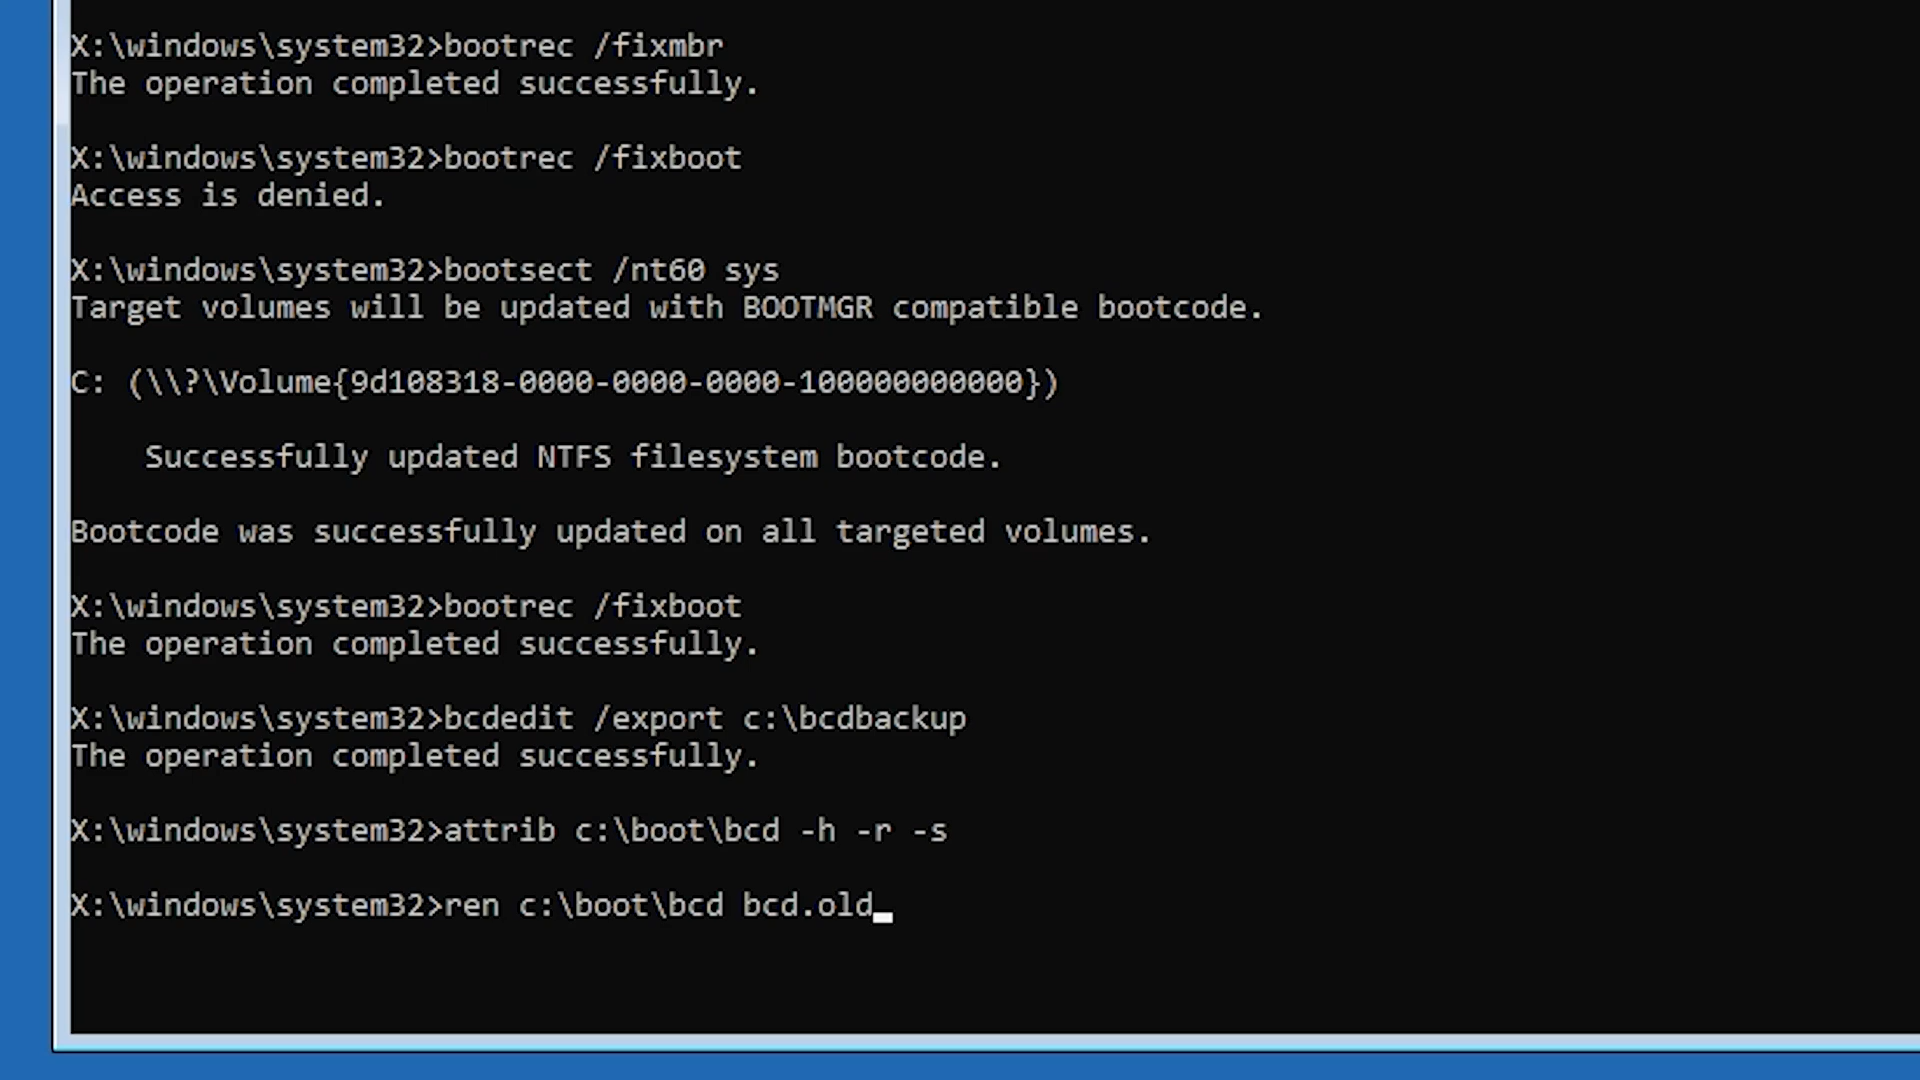 X:\windows\system32>bootrec /fixmbr
The operation completed successfully.
X:\windows\system32>bootrec /fixboot
Access is denied.
X:\windows\system32>bootsect /nt60 sys
Target volumes will be updated with BOOTMGR compatible bootcode.
C: (\\?\Volume{9d108318-0000-0000-0000-100000000000})
Successfully updated NTFS filesystem bootcode.
Bootcode was successfully updated on all targeted volumes.
X:\windows\system32>bootrec /fixboot
The operation completed successfully.
X:\windows\system32>bcdedit /export c:\bcdbackup
The operation completed successfully.
X:\windows\system32>attrib c:\boot\bcd -h -r -s
X:\windows\system32>ren c:\boot\bcd bcd.old